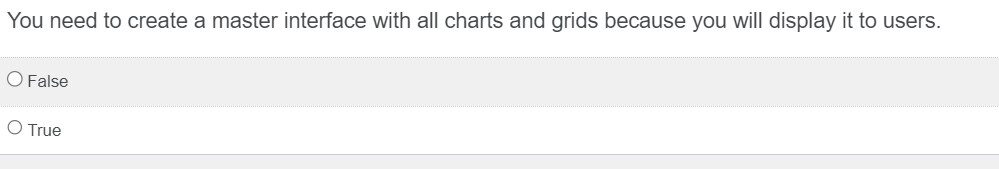 You need to create a master interface with all charts and grids because you will display it to users.
False
True